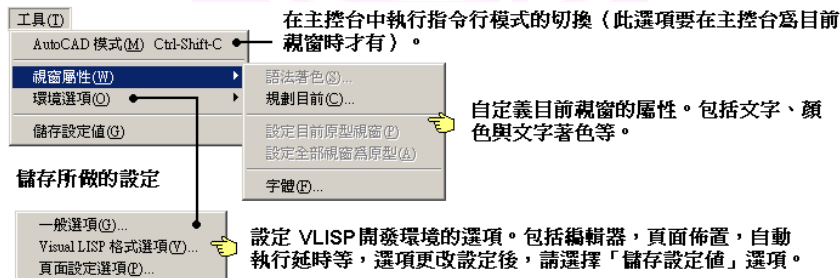 工具(T)
AutoCAD 模式(M) Ctrl-Shift-C
在主控台中執行指令行模式的切換（此選項要在主控台為目前
視窗時才有）。
視窗屬性(W)
環境選項(O)
儲存設定值(G)
語法著色(S)...
規劃目前(C)...
設定目前原型視窗(P)
設定全部視窗為原型(A)
字體(F)...
自定義目前視窗的屬性。包括文字、顏
色與文字著色等。
儲存所做的設定
一般選項(G)...
Visual LISP 格式選項(V)...
頁面設定選項(P)...
設定 VLISP 開發環境的選項。包括編輯器，頁面佈置，自動
執行延時等，選項更改設定後，請選擇「儲存設定值」選項。